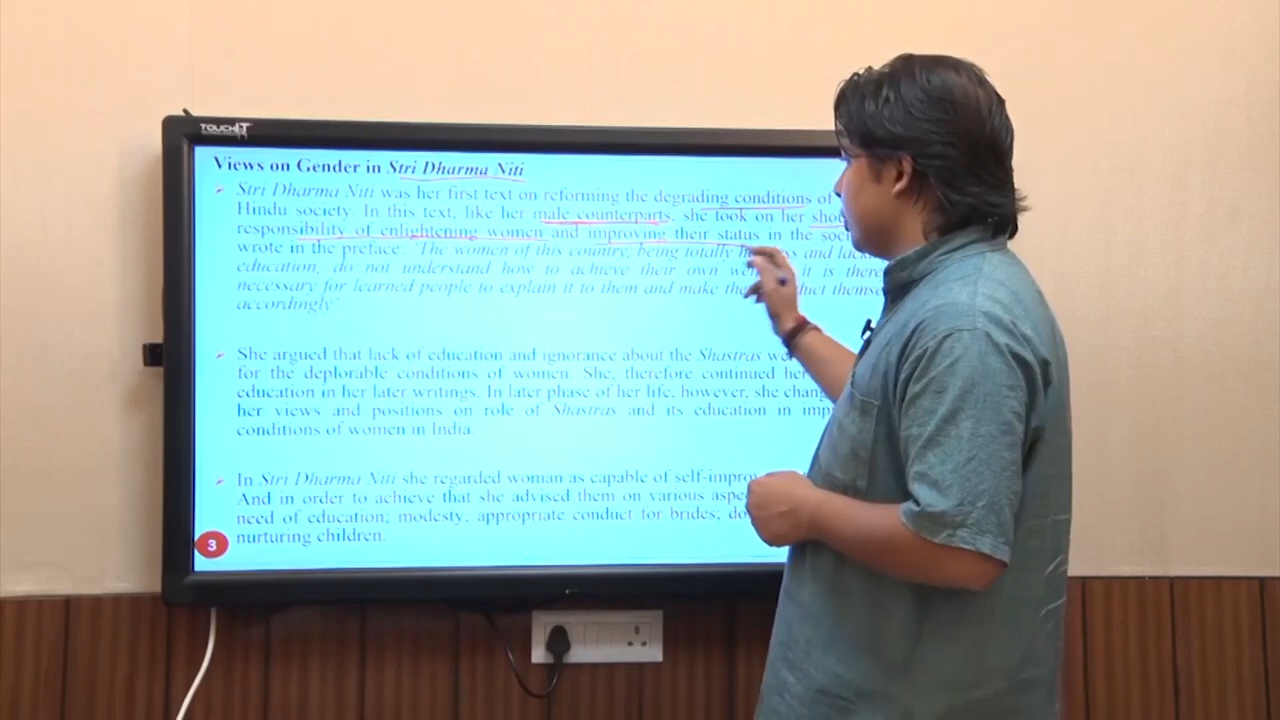 TOUCHIT
Views on Gender in Stri Dharma Niti
Stri Dharma Niti was her first text on reforming the degrading conditions of
Hindu society. In this text, like her male counterparts, she took on her
responsibility of enlightening women and improving their status in the
wrote in the preface: 'The women of this country, being totally and
education, do not understand how to achieve their own it is
necessary for learned people to explain it to them and make
accordingly'
She argued that lack of education and ignorance about the Shastras
for the deplorable conditions of women. She, therefore continued her
education in her later writings. In later phase of her life, however, she
her views and positions on role of Shastras and its education in
conditions of women in India.
In Stri Dharma Niti she regarded woman as capable of
And in order to achieve that she advised them on various
need of education; modesty; appropriate conduct for brides;
nurturing children.
3